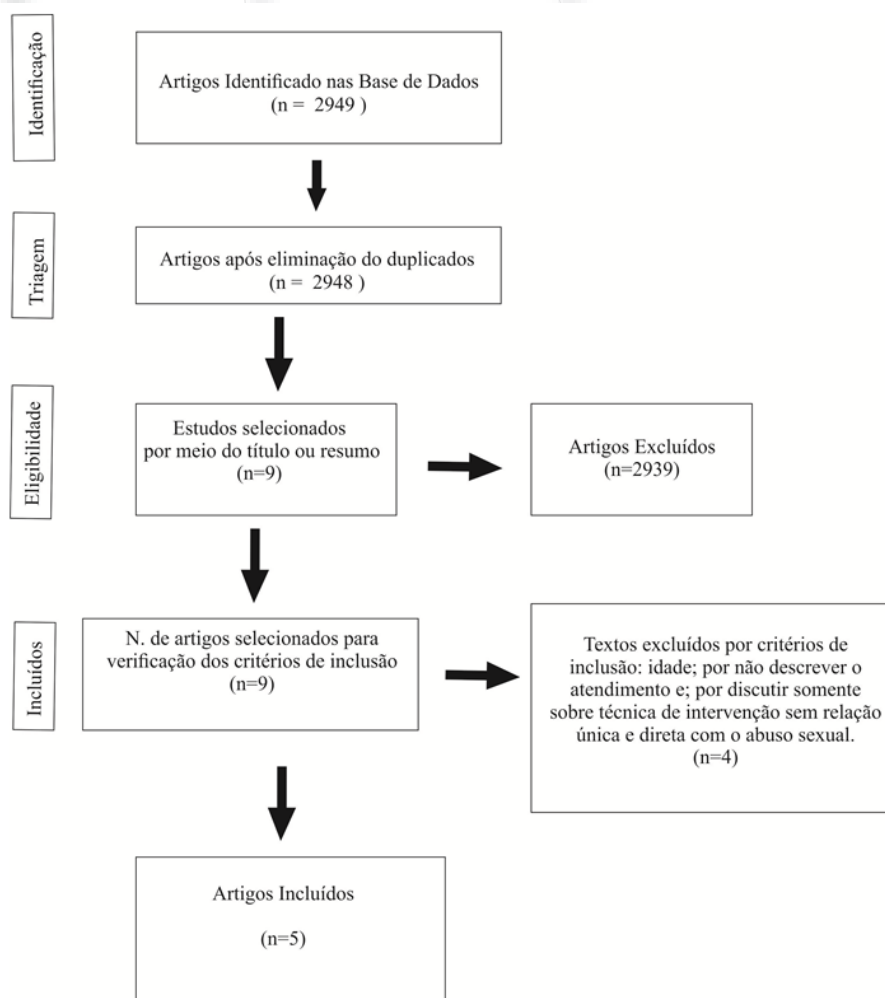 Identificação
Artigos Identificado nas Base de Dados
(n = 2949 )
Triagem
Artigos após eliminação do duplicados
(n = 2948 )
Eligibilidade
Estudos selecionados
por meio do título ou resumo
(n=9)
Artigos Excluídos
(n=2939)
Incluídos
N. de artigos selecionados para
verificação dos critérios de inclusão
(n=9)
Textos excluídos por critérios de
inclusão: idade; por não descrever o
atendimento e; por discutir somente
sobre técnica de intervenção sem relação
única e direta com o abuso sexual.
(n=4)
Artigos Incluídos
(n=5)